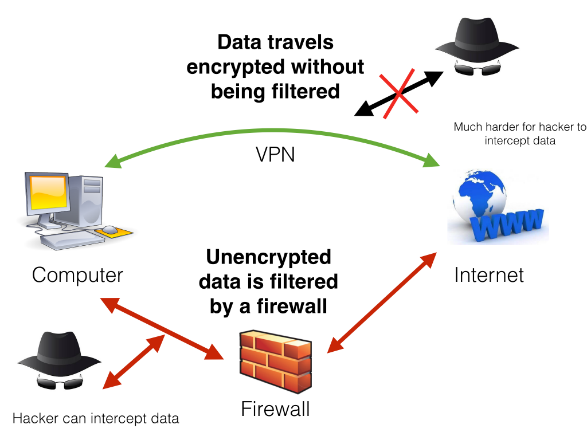 Data travels
encrypted without
being filtered
Much harder for hacker to
intercept data
VPN
WWW
Computer
Internet
Unencrypted
data is filtered
by a firewall
Hacker can intercept data
Firewall